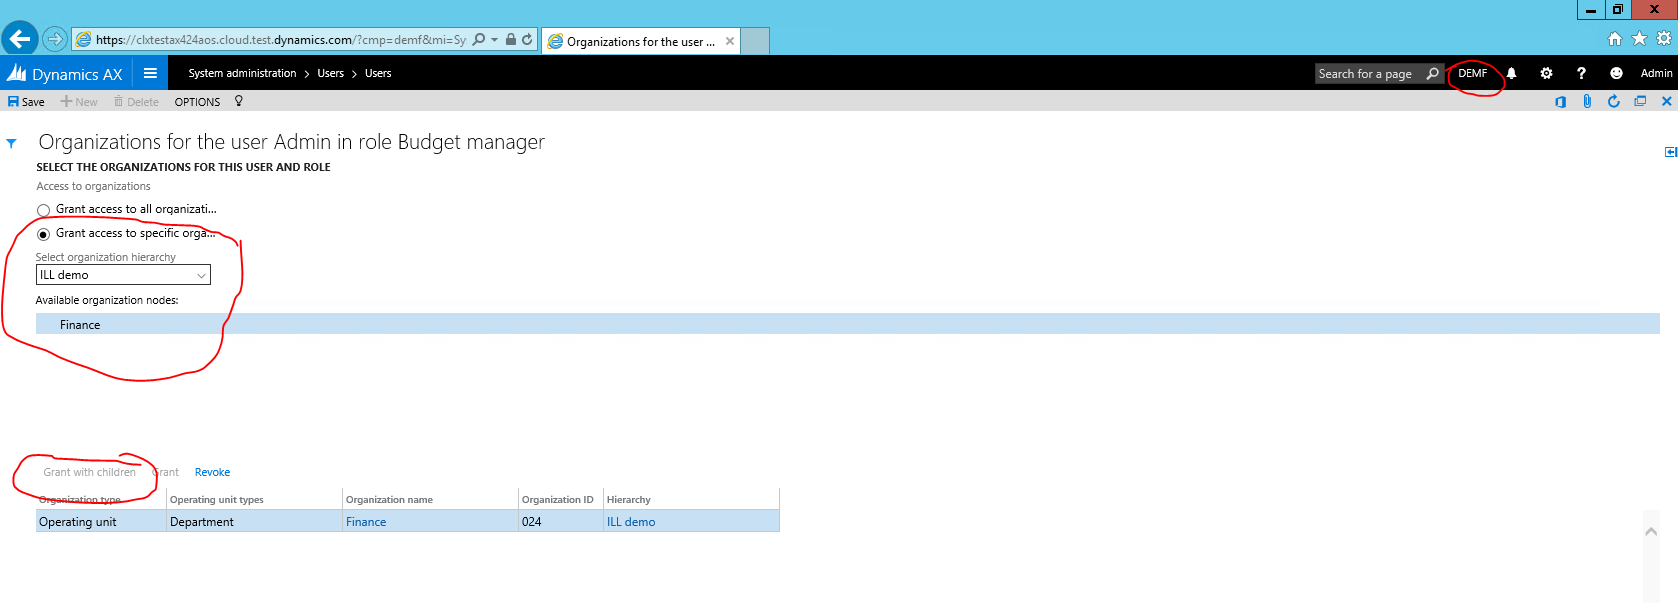 https://clxtestax424aos.cloud.test.dynamics.com/?cmp=demf&mi=Sy
Organizations for the user ...
Dynamics AX
System administration > Users > Users
Search for a page
DEMF
Admin
Save
New
Delete
OPTIONS
Organizations for the user Admin in role Budget manager
SELECT THE ORGANIZATIONS FOR THIS USER AND ROLE
Access to organizations
Grant access to all organizati...
Grant access to specific orga...
Select organization hierarchy
ILL demo
Available organization nodes:
Finance
Grant with children Grant Revoke
Organization type Operating unit types Organization name Organization ID Hierarchy
Operating unit Department Finance 024 ILL demo